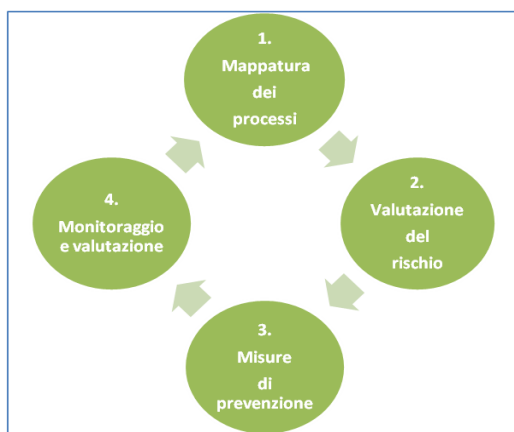 1.
Mappatura
dei
processi
2.
Valutazione
del
rischio
3.
Misure
di
prevenzione
4.
Monitoraggio
e valutazione